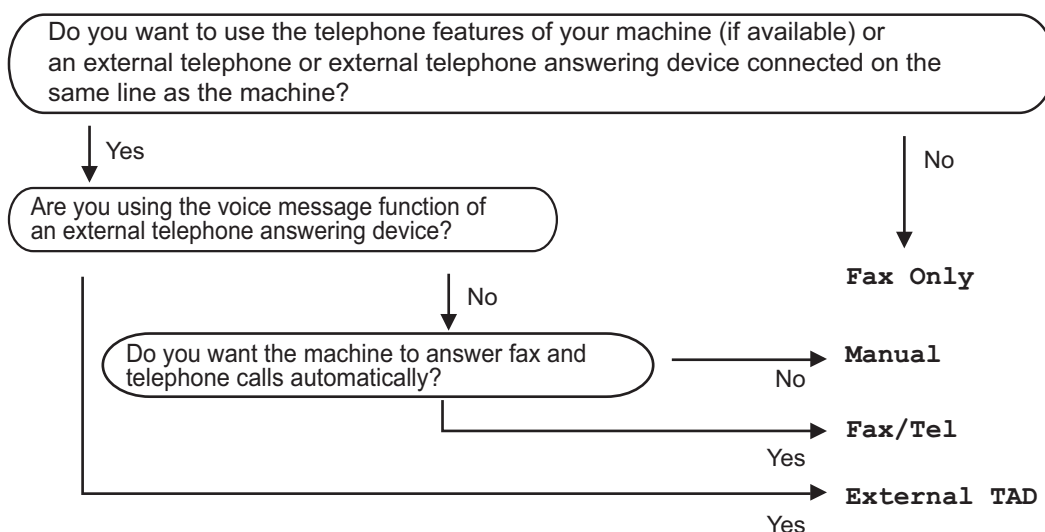 Do you want to use the telephone features of your machine (if available) or
an external telephone or external telephone answering device connected on the
same line as the machine?
Yes
No
Are you using the voice message function of
an external telephone answering device?
Fax Only
No
Do you want the machine to answer fax and
telephone calls automatically?
Manual
No
Fax/Tel
Yes
External TAD
Yes